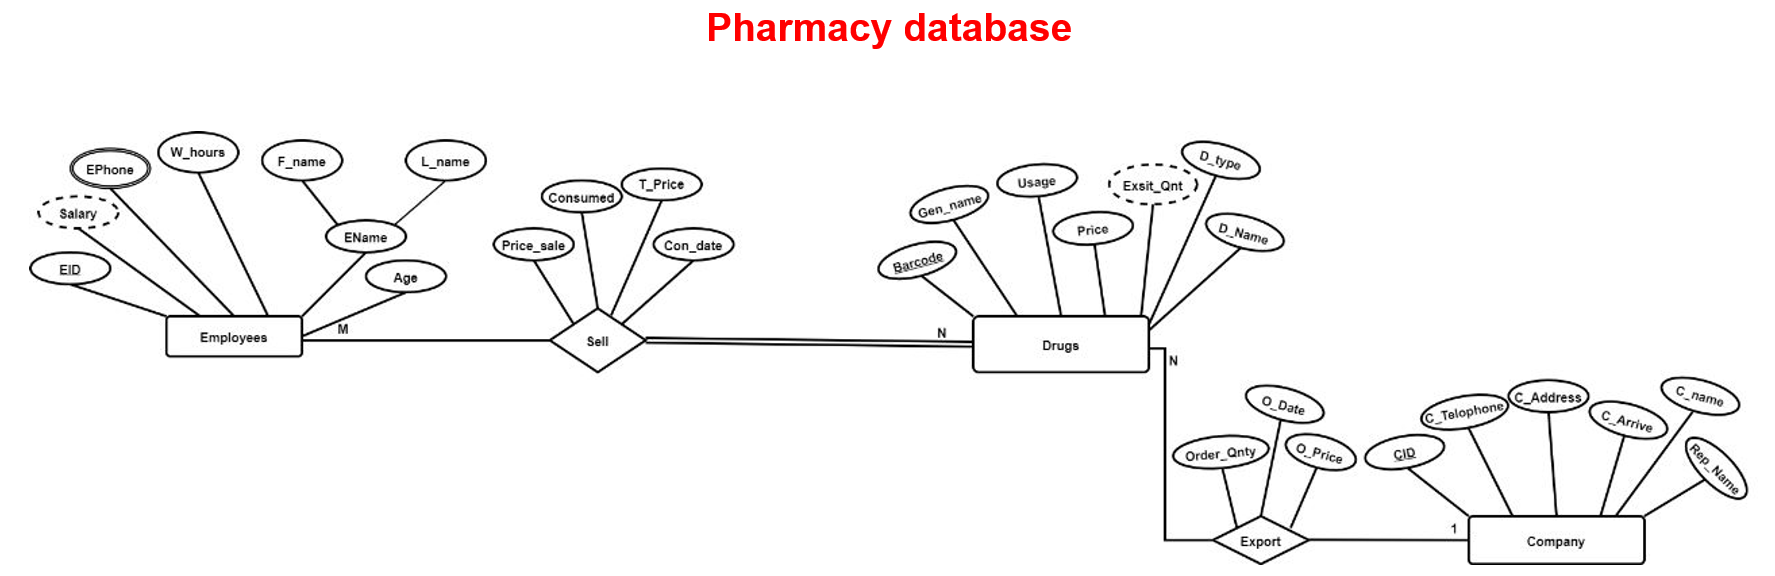 Pharmacy database
EPhone
W_hours
F_name
L_name
Salary
EName
EID
Age
Employees
M
Consumed
T_Price
Price_sale
Con_date
Sell
N
Gen_name
Usage
Exsit_Qnt
D_type
Barcode
Price
D_Name
Drugs
N
O_Date
Order_Qnty
O_Price
Export
1
C_Telophone
C_Address
C_Arrive
C_name
CID
Rep_Name
Company